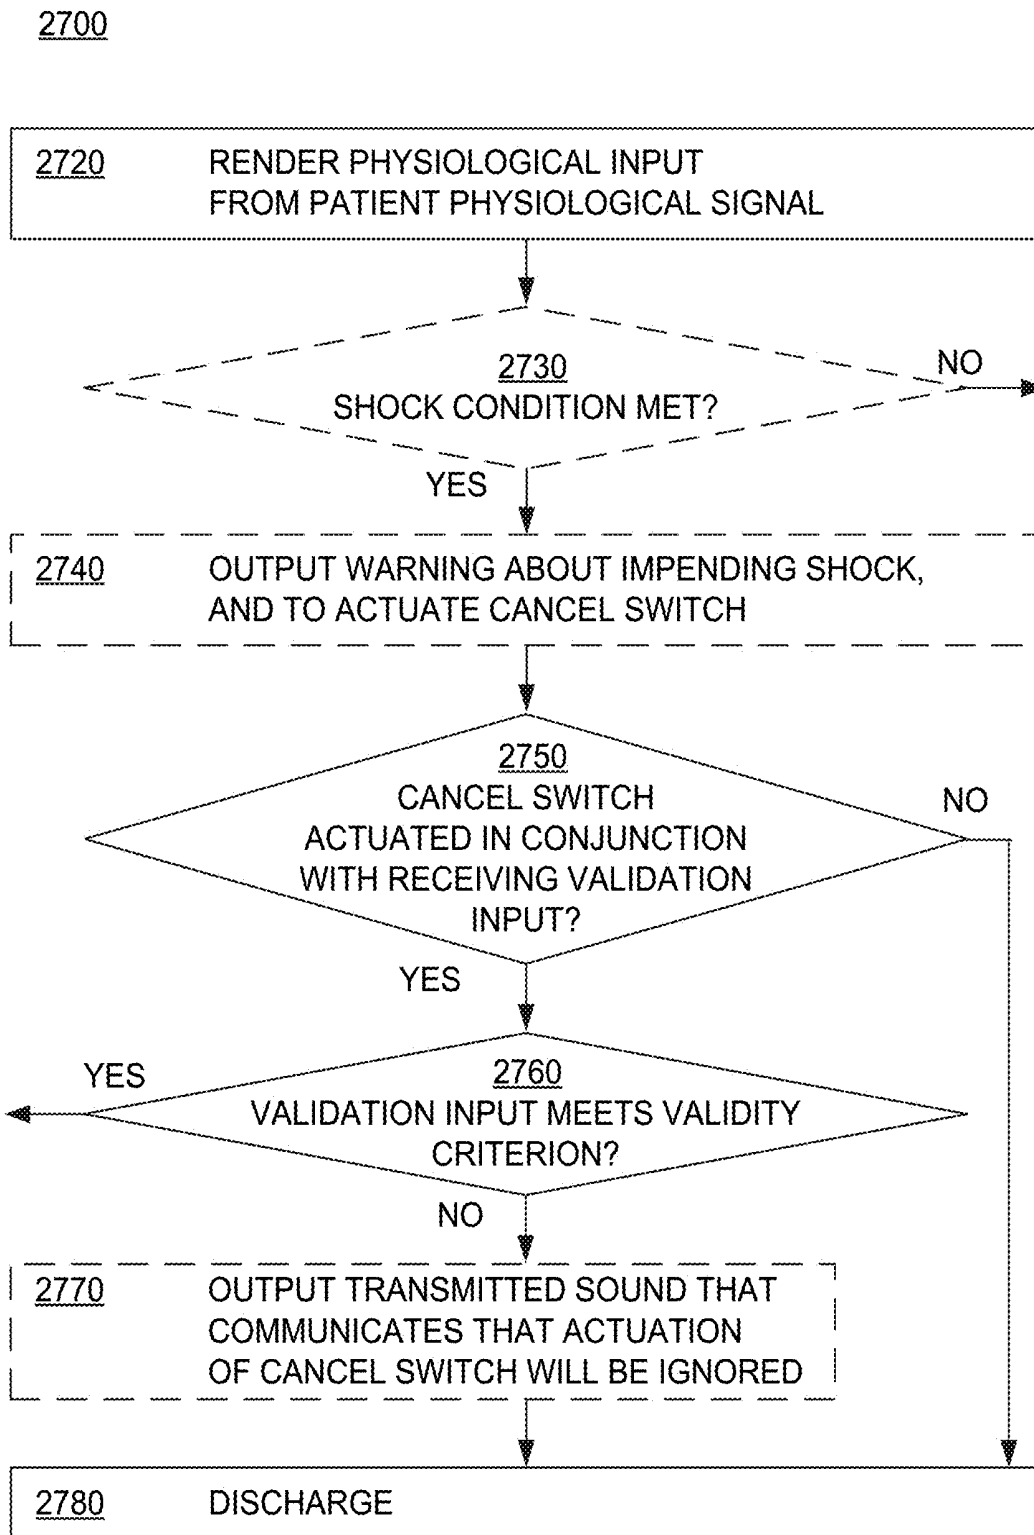 2700
2720 RENDER PHYSIOLOGICAL INPUT
FROM PATIENT PHYSIOLOGICAL SIGNAL
2730
SHOCK CONDITION MET?
NO
YES
2740 OUTPUT WARNING ABOUT IMPENDING SHOCK,
AND TO ACTUATE CANCEL SWITCH
2750
CANCEL SWITCH
ACTUATED IN CONJUNCTION
WITH RECEIVING VALIDATION
INPUT?
NO
YES
2760
VALIDATION INPUT MEETS VALIDITY
CRITERION?
YES
NO
2770 OUTPUT TRANSMITTED SOUND THAT
COMMUNICATES THAT ACTUATION
OF CANCEL SWITCH WILL BE IGNORED
2780 DISCHARGE